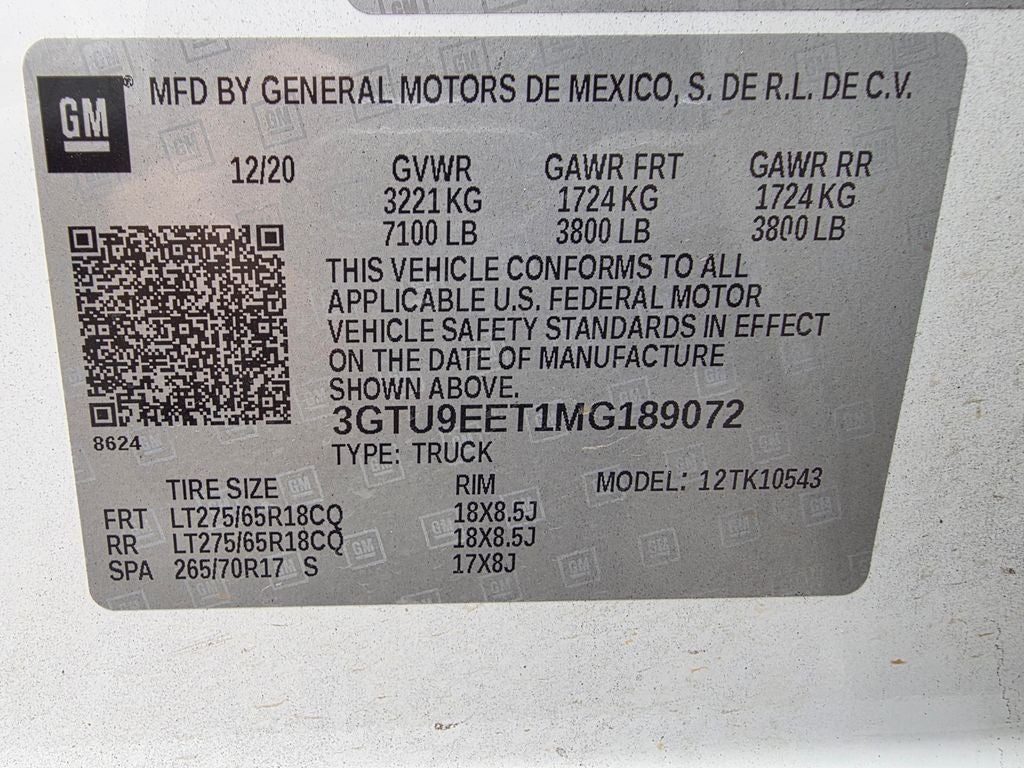 GM ® MFD BY GENERAL MOTORS DE MEXICO, S. DE R.L. DE C.V.
12/20 GVWR GAWR FRT GAWR RR
3221 KG 1724 KG 1724 KG
7100 LB 3800 LB 3800 LB
THIS VEHICLE CONFORMS TO ALL
APPLICABLE U.S. FEDERAL MOTOR
VEHICLE SAFETY STANDARDS IN EFFECT
ON THE DATE OF MANUFACTURE
SHOWN ABOVE.
3GTU9EET1MG189072
8624
TYPE: TRUCK
TIRE SIZE RIM MODEL: 12TK10543
FRT LT275/65R18CQ 18X8.5J
RR LT275/65R18CQ 18X8.5J
SPA 265/70R17 S 17X8J